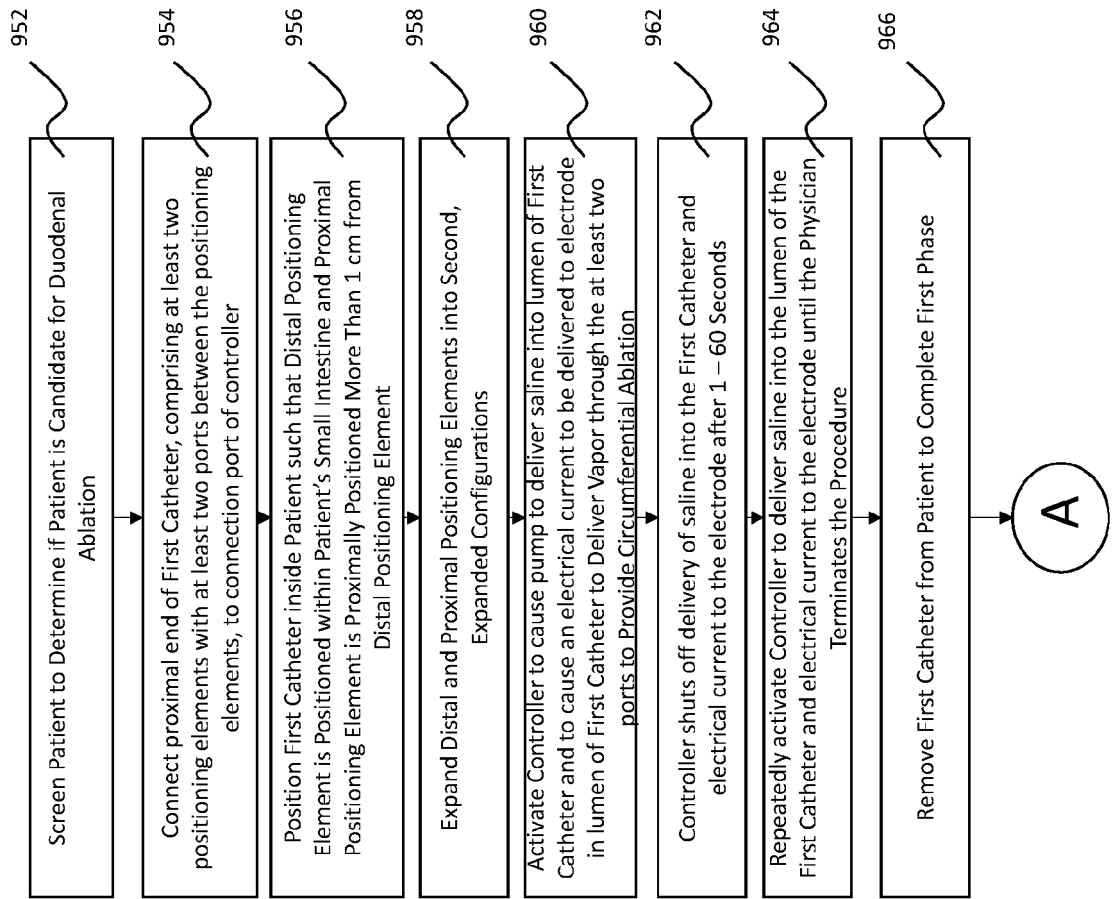 952
Screen Patient to Determine if Patient is Candidate for Duodenal
Ablation
954
Connect proximal end of First Catheter, comprising at least two
positioning elements with at least two ports between the positioning
elements, to connection port of controller
956
Position First Catheter inside Patient such that Distal Positioning
Element is Positioned within Patient's Small Intestine and Proximal
Positioning Element is Proximally Positioned More Than 1 cm from
Distal Positioning Element
958
Expand Distal and Proximal Positioning Elements into Second,
Expanded Configurations
960
Activate Controller to cause pump to deliver saline into lumen of First
Catheter and to cause an electrical current to be delivered to electrode
in lumen of First Catheter to Deliver Vapor through the at least two
ports to Provide Circumferential Ablation
962
Controller shuts off delivery of saline into the First Catheter and
electrical current to the electrode after 1 – 60 Seconds
964
Repeatedly activate Controller to deliver saline into the lumen of the
First Catheter and electrical current to the electrode until the Physician
Terminates the Procedure
966
Remove First Catheter from Patient to Complete First Phase
A